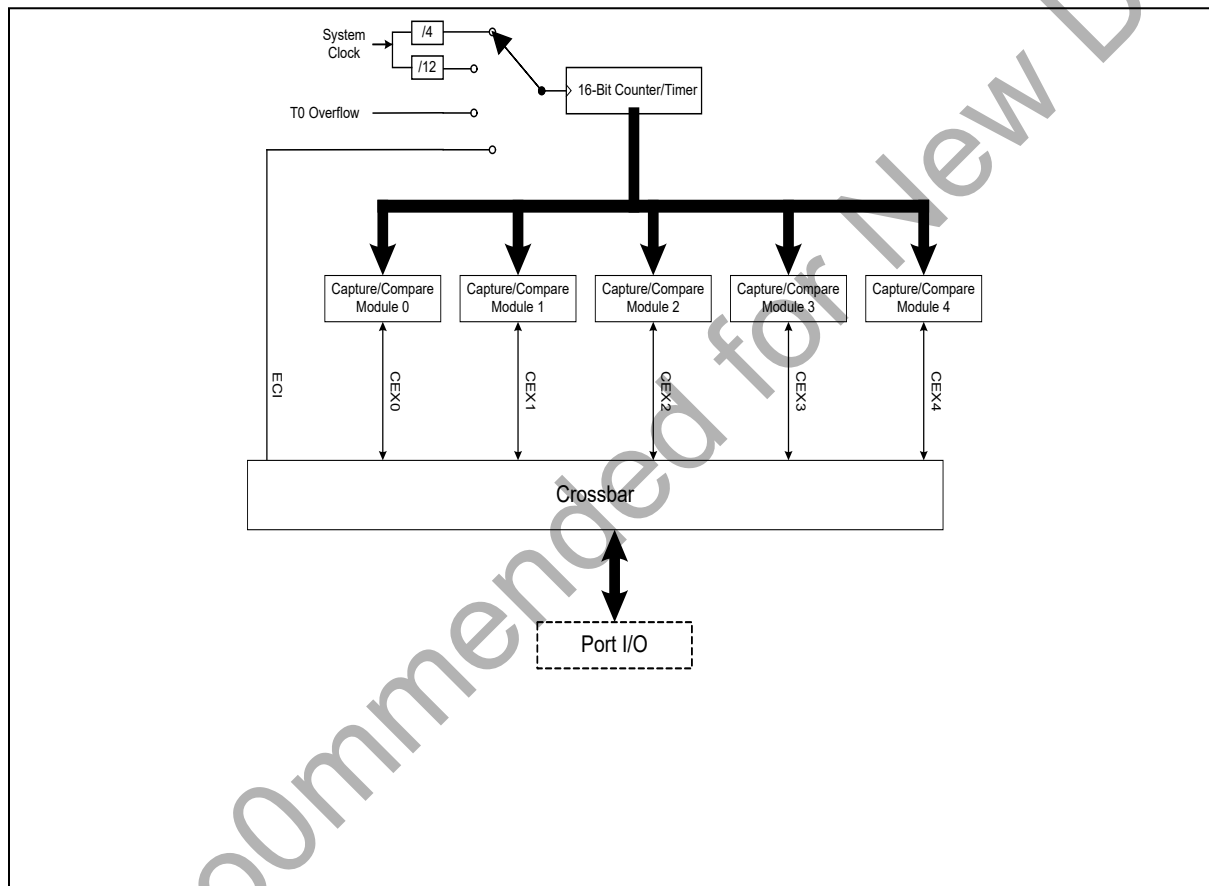 System
Clock
/4
/12
T0 Overflow
16-Bit Counter/Timer
Capture/Compare
Module 0
Capture/Compare
Module 1
Capture/Compare
Module 2
Capture/Compare
Module 3
Capture/Compare
Module 4
ECI
CEX0
CEX1
CEX2
CEX3
CEX4
Crossbar
Port I/O
mmended for New D